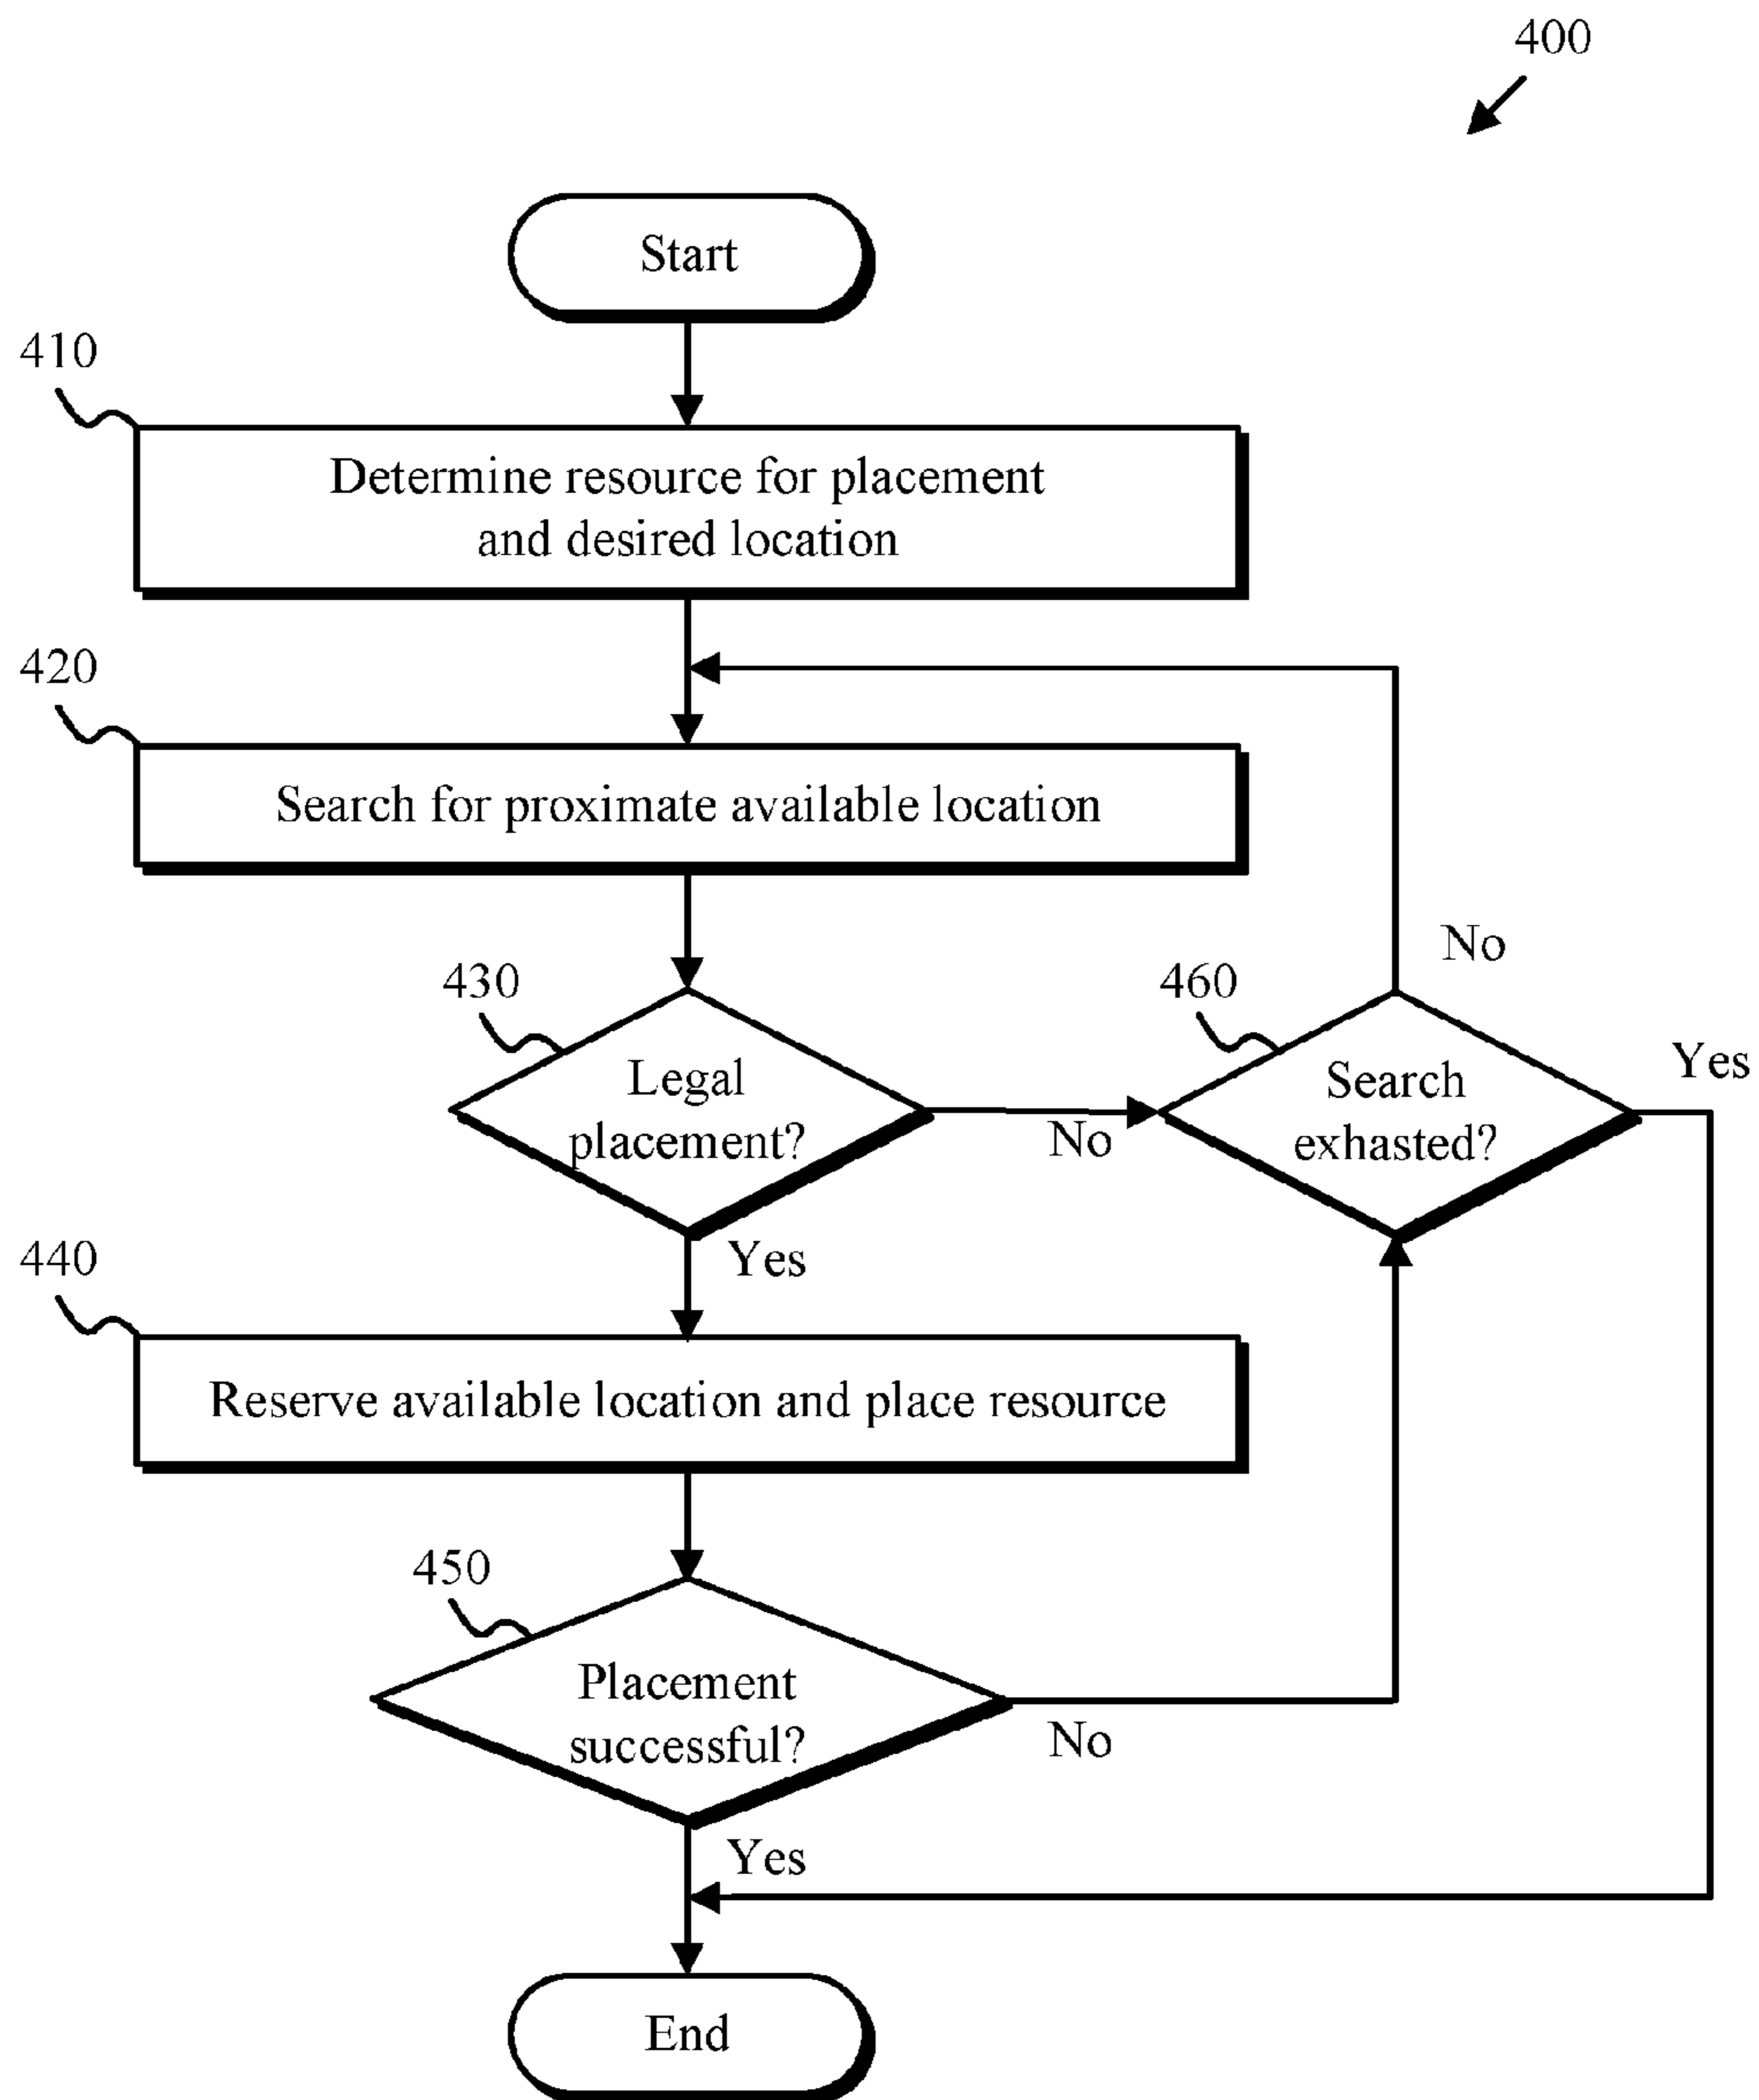 400
Start
410
Determine resource for placement
and desired location
420
Search for proximate available location
430
Legal
placement?
No
Yes
460
Search
exhasted?
No
Yes
440
Reserve available location and place resource
450
Placement
successful?
No
Yes
End